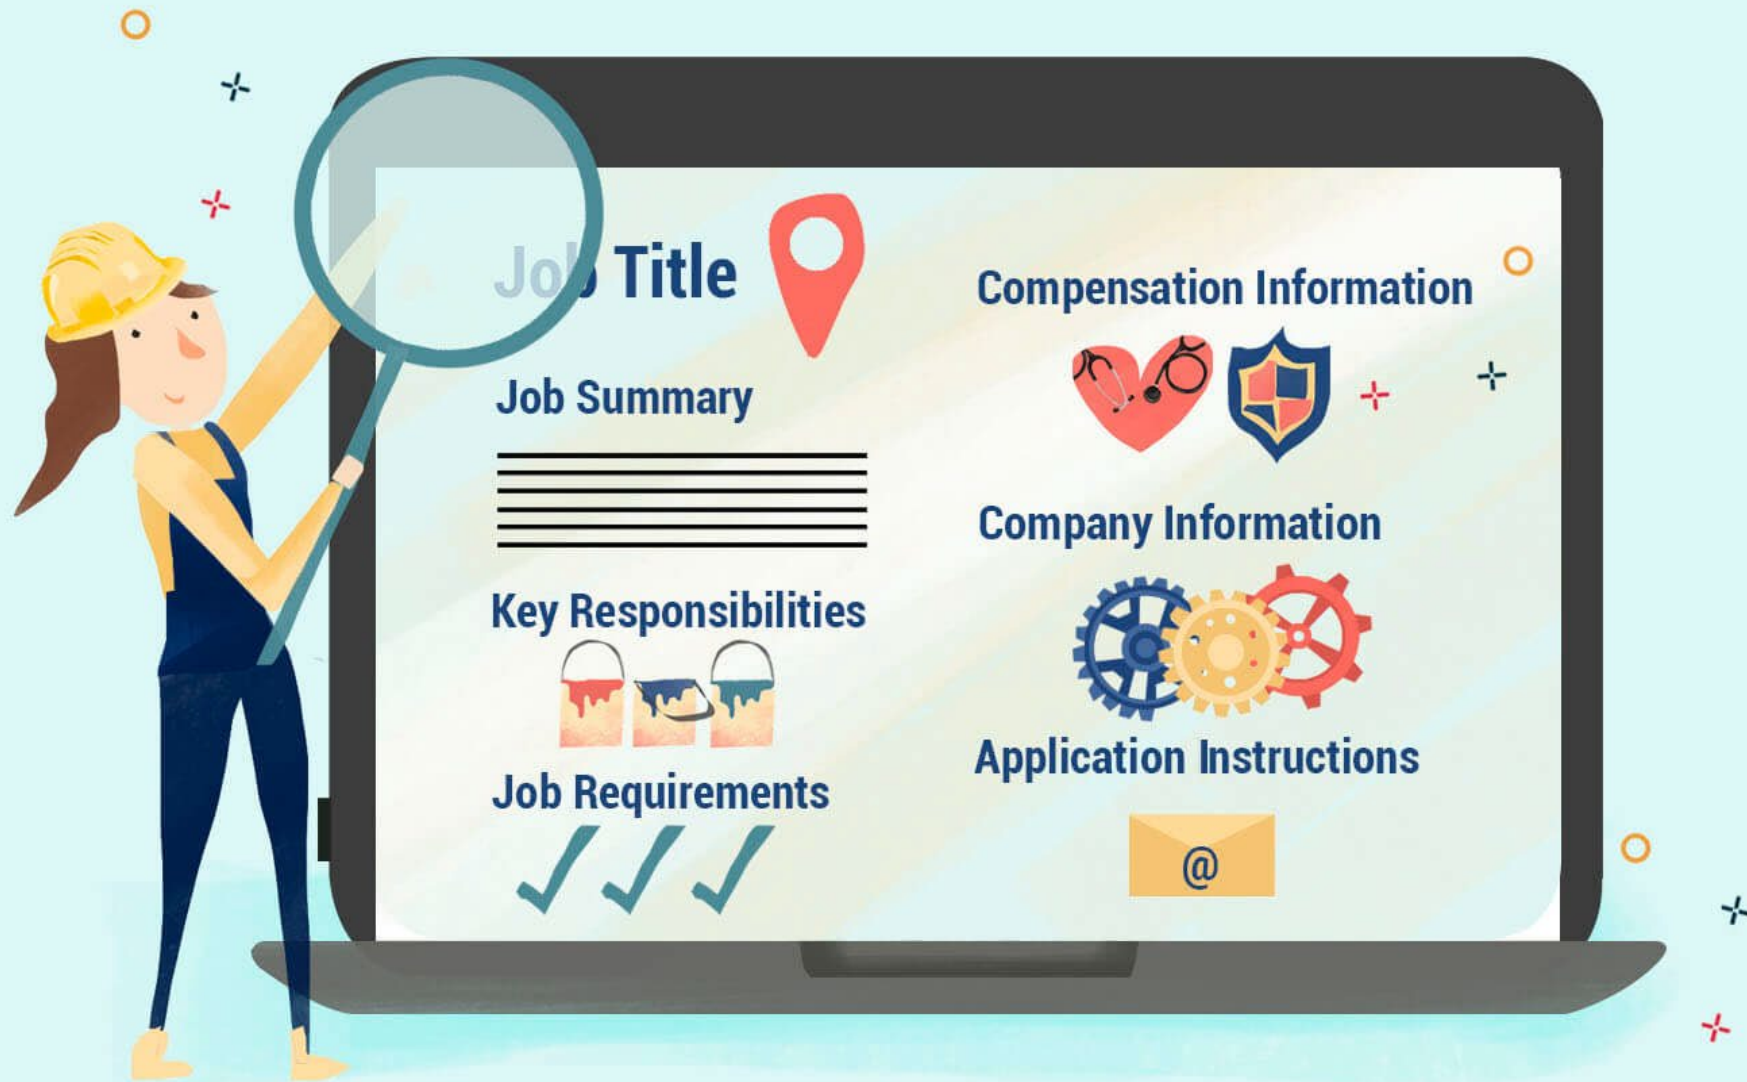 Job Title
Job Summary
Key Responsibilities
Job Requirements
Compensation Information
Company Information
Application Instructions
@